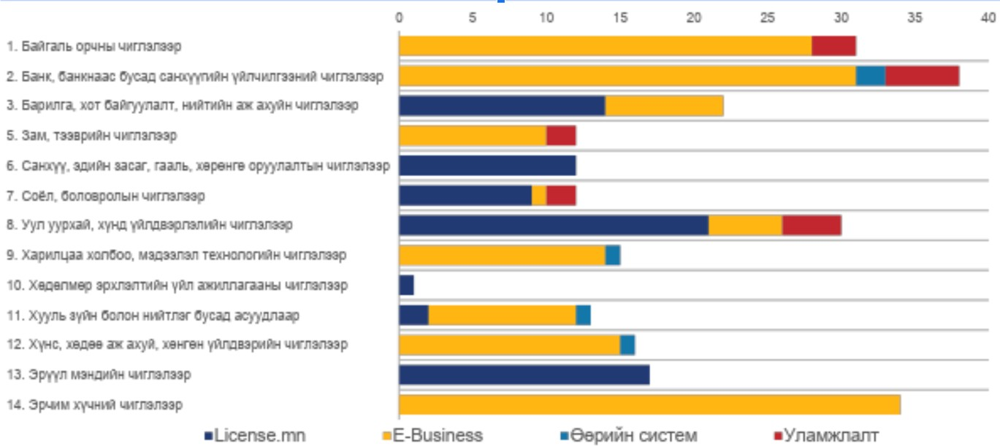 0 5 10 15 20 25 30 35 40
1. Байгаль орчны чиглэлээр
2. Банк, банкнаас бусад санхүүгийн үйлчилгээний чиглэлээр
3. Барилга, хот байгуулалт, нийтийн аж ахуйн чиглэлээр
5. Зам, тээврийн чиглэлээр
6. Санхүү, эдийн засаг, гааль, хөрөнгө оруулалтын чиглэлээр
7. Соёл, боловролын чиглэлээр
8. Уул уурхай, хүнд үйлдвэрлэлийн чиглэлээр
9. Харилцаа холбоо, мэдээлэл технологийн чиглэлээр
10. Хөдөлмөр эрхлэлтийн үйл ажиллагааны чиглэлээр
11. Хууль зүйн болон нийтлэг бусад асуудлаар
12. Хүнс, хөдөө аж ахуй, хөнгөн үйлдвэрийн чиглэлээр
13. Эрүүл мэндийн чиглэлээр
14. Эрчим хүчний чиглэлээр
License.mn E-Business Өөрийн систем Уламжлалт